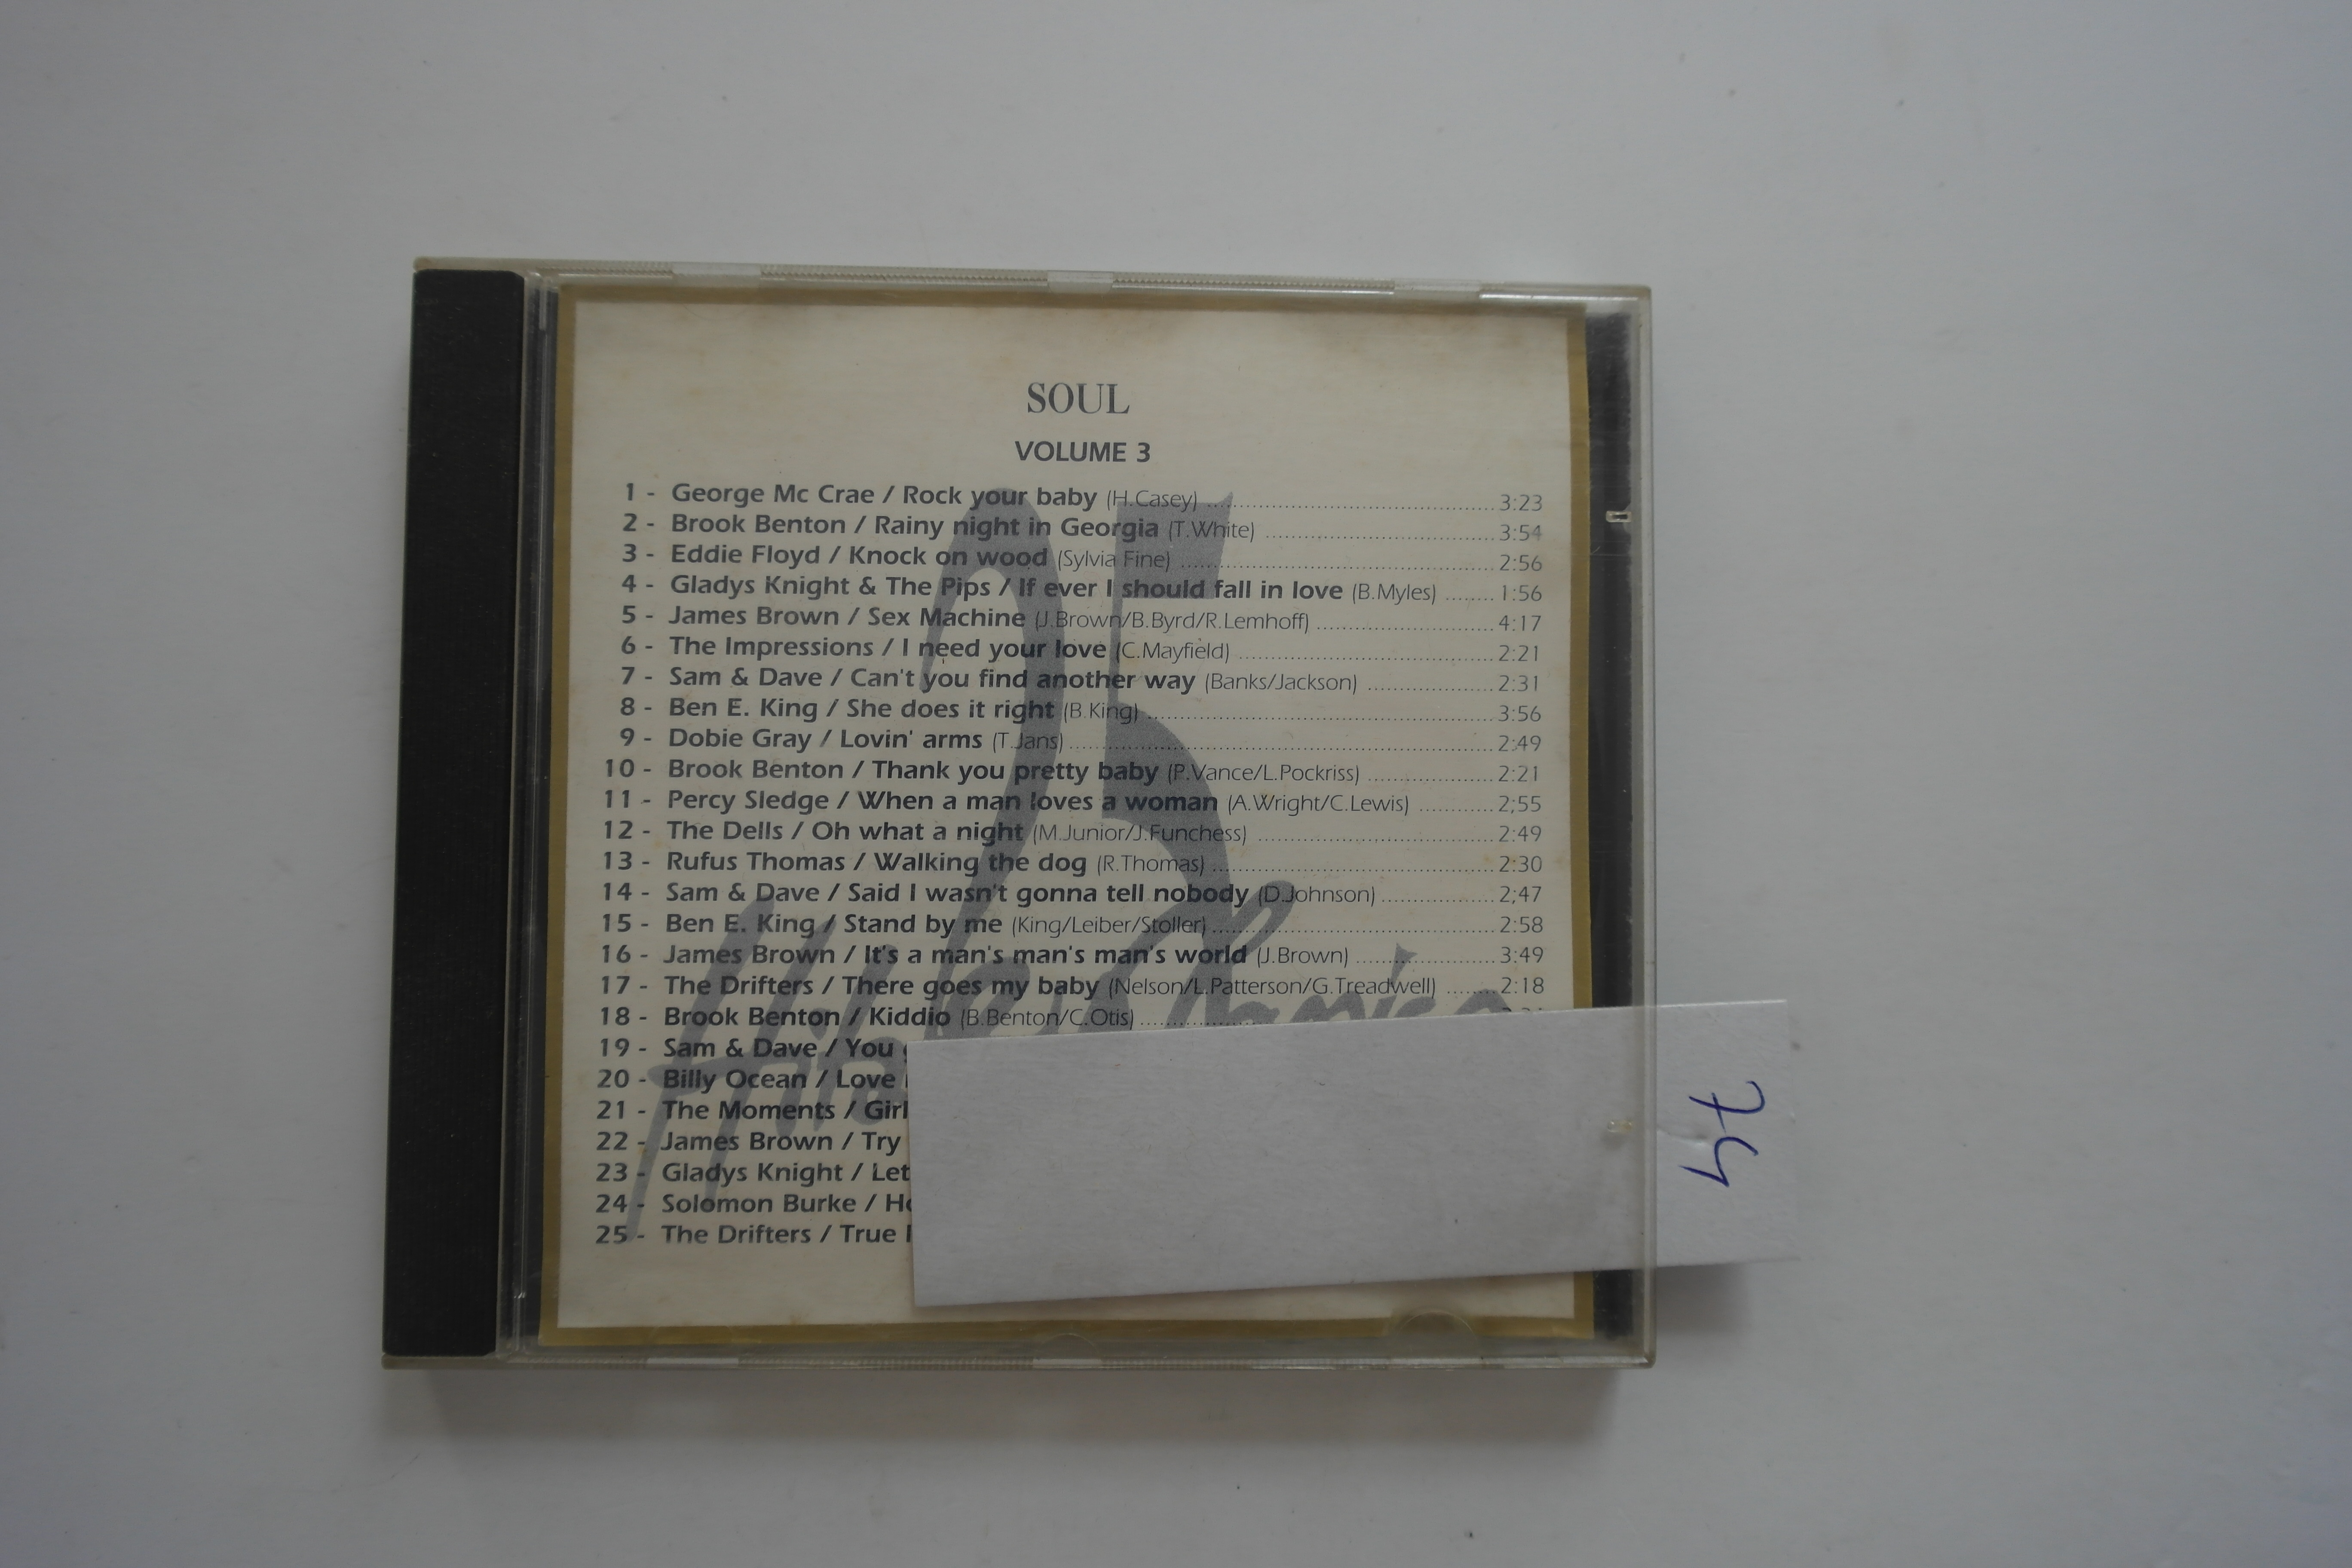 SOUL
VOLUME 3
1 - George Mc Crae / Rock your baby (H.Casey) 3:23
2 - Brook Benton / Rainy night in Georgia (T.White) 3:54
3 - Eddie Floyd / Knock on wood (Sylvia Fine) 2:56
4 - Gladys Knight & The Pips / If ever I should fall in love (B.Myles) 1:56
5 - James Brown / Sex Machine (J.Brown/B.Byrd/R.Lemhoff) 4:17
6 - The Impressions / I need your love (C.Mayfield) 2:21
7 - Sam & Dave / Can't you find another way (Banks/Jackson) 2:31
8 - Ben E. King / She does it right (B.King) 3:56
9 - Dobie Gray / Lovin' arms (T.Jans) 2:49
10 - Brook Benton / Thank you pretty baby (P.Vance/L.Pockriss) 2:21
11 - Percy Sledge / When a man loves a woman (A.Wright/C.Lewis) 2;55
12 - The Dells / Oh what a night (M.Junior/J.Funchess) 2:49
13 - Rufus Thomas / Walking the dog (R.Thomas) 2:30
14 - Sam & Dave / Said I wasn't gonna tell nobody (D.Johnson) 2;47
15 - Ben E. King / Stand by me (King/Leiber/Stoller) 2:58
16 - James Brown / It's a man's man's man's world (J.Brown) 3:49
17 - The Drifters / There goes my baby (Nelson/L.Patterson/G.Treadwell) 2:18
18 - Brook Benton / Kiddio (B.Benton/C.Otis)
19 - Sam & Dave / You
20 - Billy Ocean / Love
21 - The Moments / Girl
22 - James Brown / Try
23 - Gladys Knight / Let
24 - Solomon Burke /
25 - The Drifters / True
25